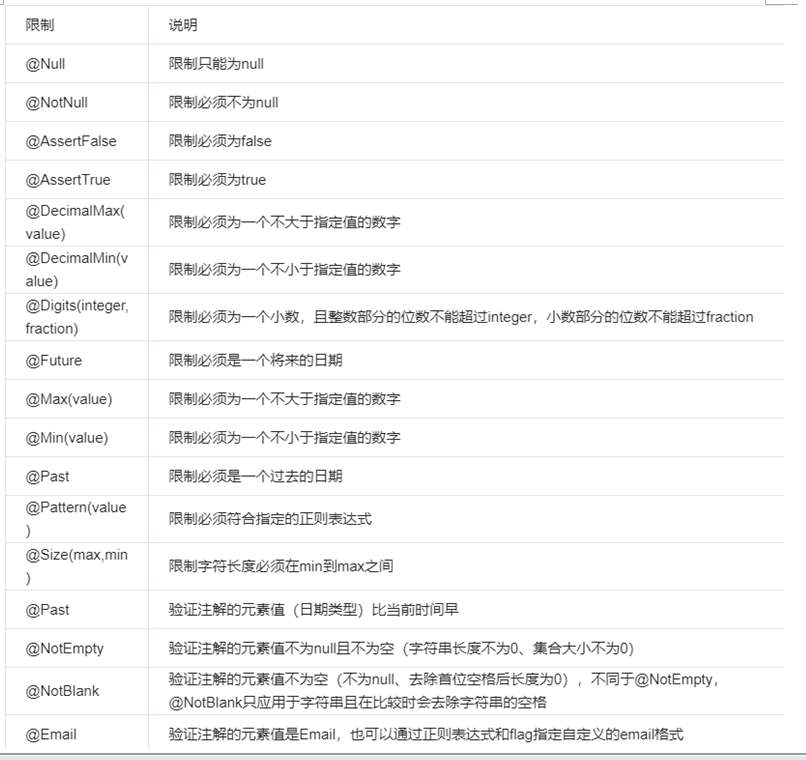 限制 说明
@Null 限制只能为null
@NotNull 限制必须不为null
@AssertFalse 限制必须为false
@AssertTrue 限制必须为true
@DecimalMax(
value) 限制必须为一个不大于指定值的数字
@DecimalMin(v
alue) 限制必须为一个不小于指定值的数字
@Digits(integer,
fraction) 限制必须为一个小数，且整数部分的位数不能超过integer，小数部分的位数不能超过fraction
@Future 限制必须是一个将来的日期
@Max(value) 限制必须为一个不大于指定值的数字
@Min(value) 限制必须为一个不小于指定值的数字
@Past 限制必须是一个过去的日期
@Pattern(value
) 限制必须符合指定的正则表达式
@Size(max,min
) 限制字符长度必须在min到max之间
@Past 验证注解的元素值（日期类型）比当前时间早
@NotEmpty 验证注解的元素值不为null且不为空（字符串长度不为0、集合大小不为0）
@NotBlank 验证注解的元素值不为空（不为null、去除首位空格后长度为0），不同于@NotEmpty，
@NotBlank只应用于字符串且在比较时会去除字符串的空格
@Email 验证注解的元素值是Email，也可以通过正则表达式和flag指定自定义的email格式